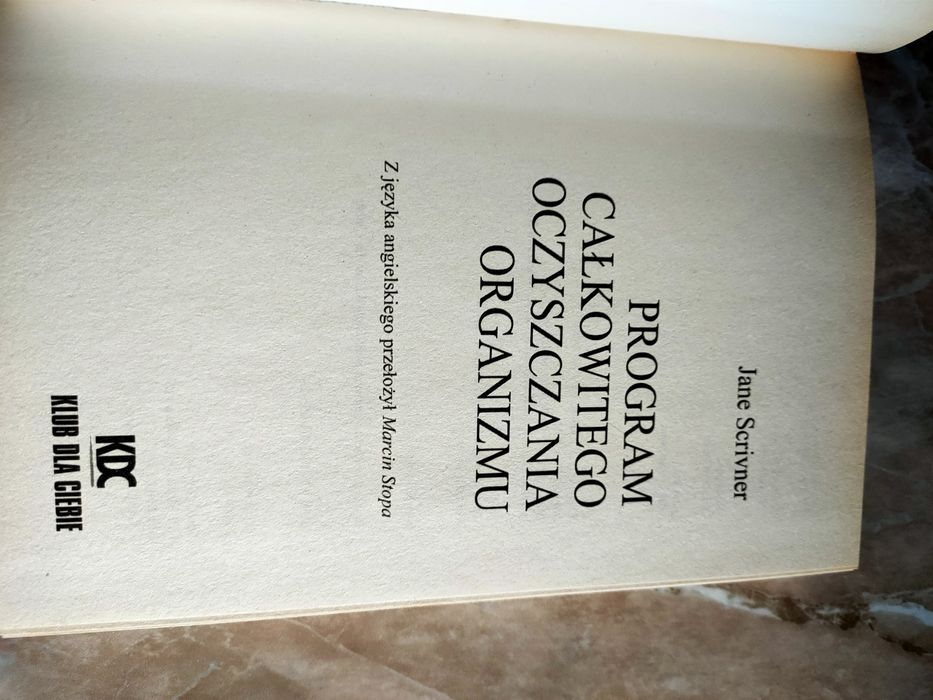 Jane Scrivner
PROGRAM
CAŁKOWITEGO
OCZYSZCZANIA
ORGANIZMU
Z języka angielskiego przełożył Marcin Stopa
KDC
KLUB DLA CIEBIE